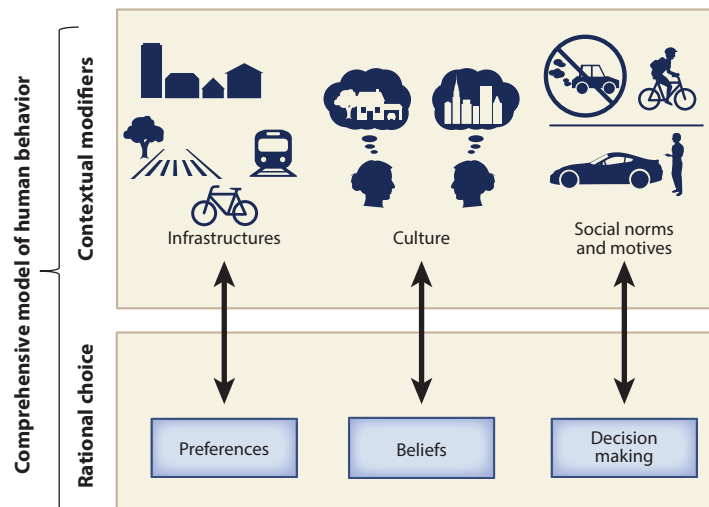 Comprehensive model of human behavior
Contextual modifiers
Infrastructures
Culture
Social norms
and motives
Rational choice
Preferences
Beliefs
Decision
making